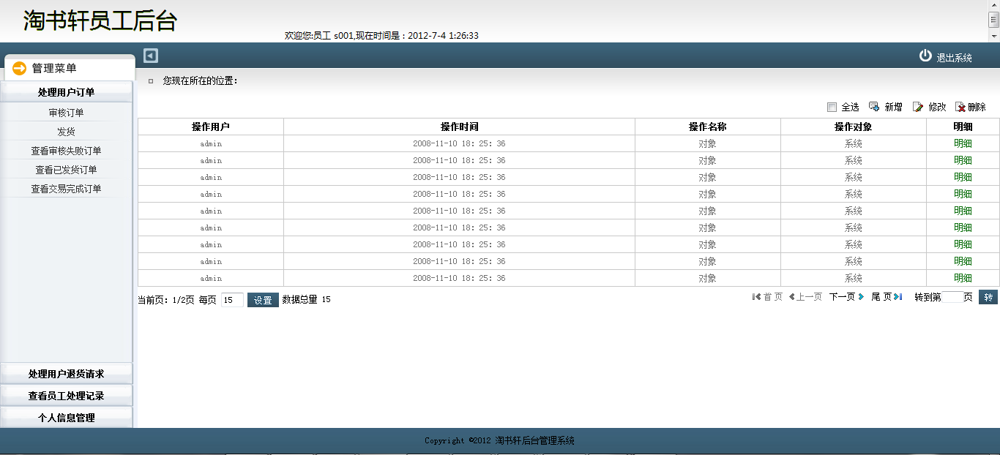 淘书轩员工后台
欢迎您:员工 s001,现在时间是 : 2012-7-4 1:26:33
管理菜单
退出系统
处理用户订单
审核订单
发货
查看审核失败订单
查看已发货订单
查看交易完成订单
处理用户退货请求
查看员工处理记录
个人信息管理
您现在所在的位置：
全选 新增 修改 删除
操作用户 操作时间 操作名称 操作对象 明细
admin 2008-11-10 18：25：36 对象 系统 明细
admin 2008-11-10 18：25：36 对象 系统 明细
admin 2008-11-10 18：25：36 对象 系统 明细
admin 2008-11-10 18：25：36 对象 系统 明细
admin 2008-11-10 18：25：36 对象 系统 明细
admin 2008-11-10 18：25：36 对象 系统 明细
admin 2008-11-10 18：25：36 对象 系统 明细
admin 2008-11-10 18：25：36 对象 系统 明细
admin 2008-11-10 18：25：36 对象 系统 明细
当前页：1/2页 每页 15 设置 数据总量 15 首 页 上一页 下一页 尾 页 转到第 页 转
Copyright ©2012 淘书轩后台管理系统